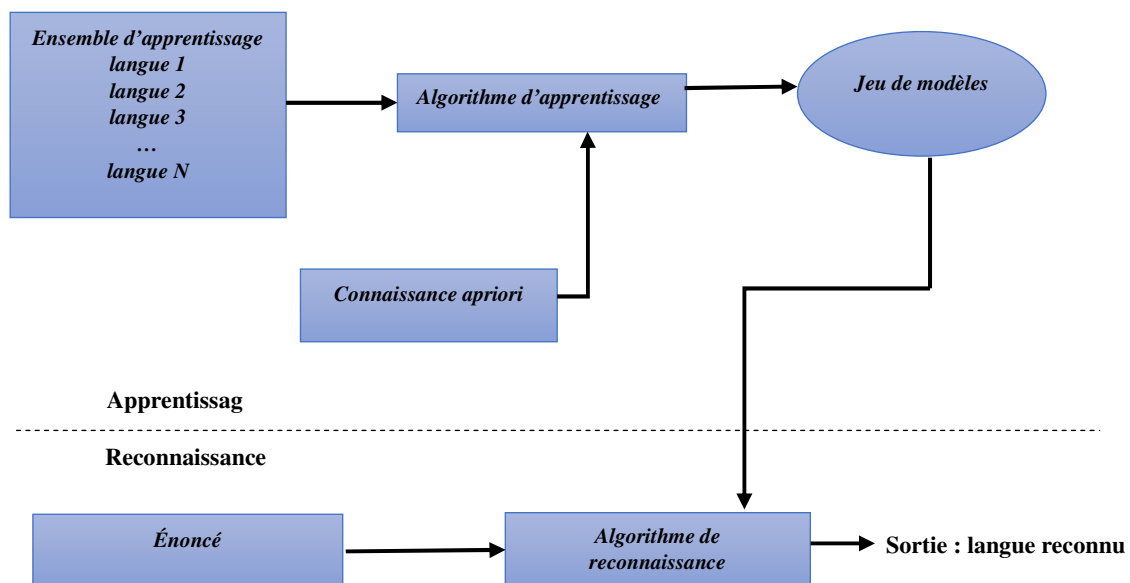 Ensemble d'apprentissage
langue 1
langue 2
langue 3
…
langue N
Algorithme d'apprentissage
Jeu de modèles
Connaissance apriori
Apprentissag
Reconnaissance
Énoncé
Algorithme de
reconnaissance
Sortie : langue reconnu